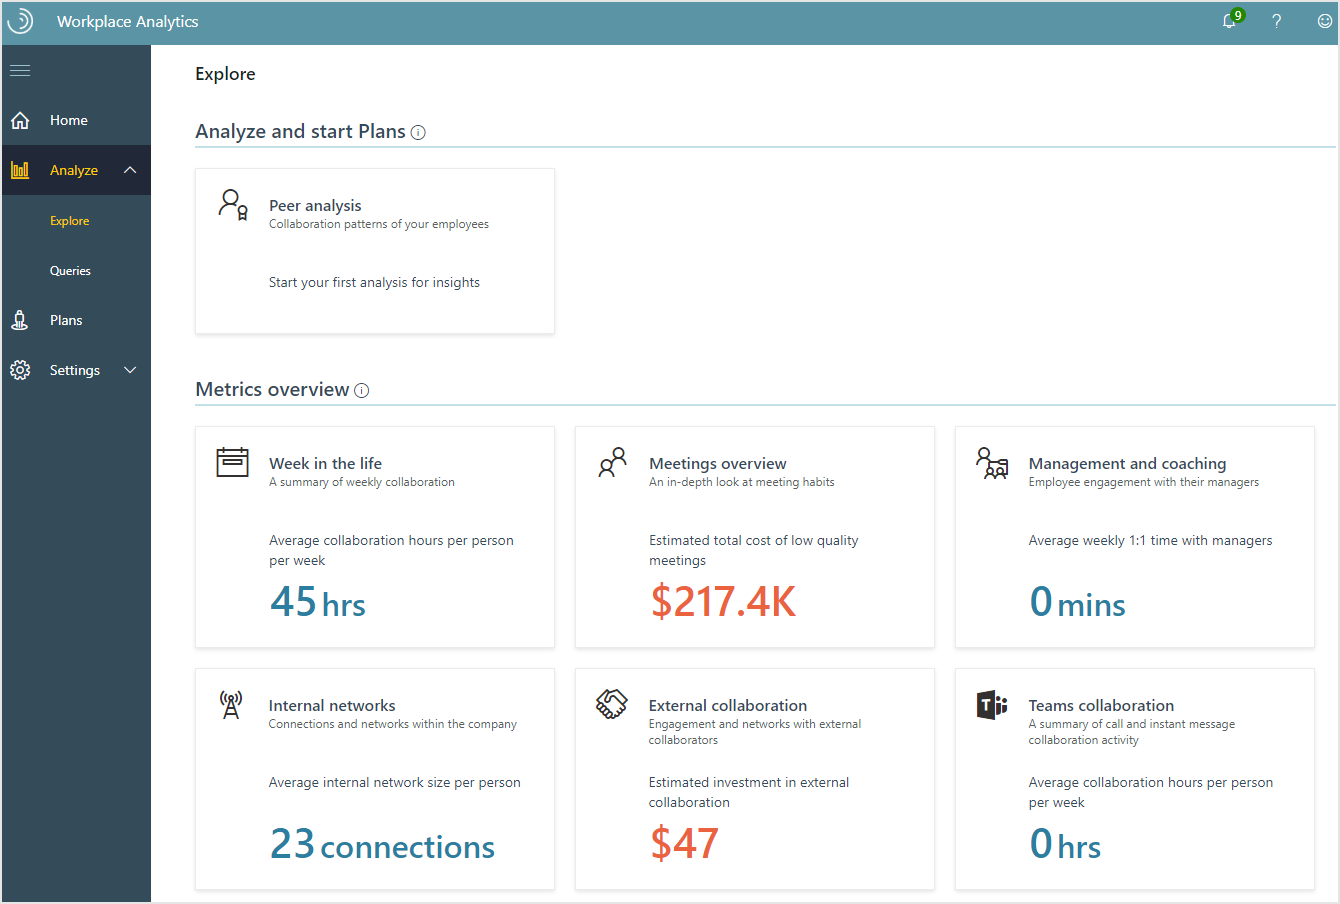 Workplace Analytics
9
?
Home
Analyze
Explore
Queries
Plans
Settings
Explore
Analyze and start Plans
Peer analysis
Collaboration patterns of your employees
Start your first analysis for insights
Metrics overview
Week in the life
A summary of weekly collaboration
Average collaboration hours per person
per week
45 hrs
Meetings overview
An in-depth look at meeting habits
Estimated total cost of low quality
meetings
$217.4K
Management and coaching
Employee engagement with their managers
Average weekly 1:1 time with managers
0 mins
Internal networks
Connections and networks within the company
Average internal network size per person
23 connections
External collaboration
Engagement and networks with external
collaborators
Estimated investment in external
collaboration
$47
T
Teams collaboration
A summary of call and instant message
collaboration activity
Average collaboration hours per person
per week
0 hrs